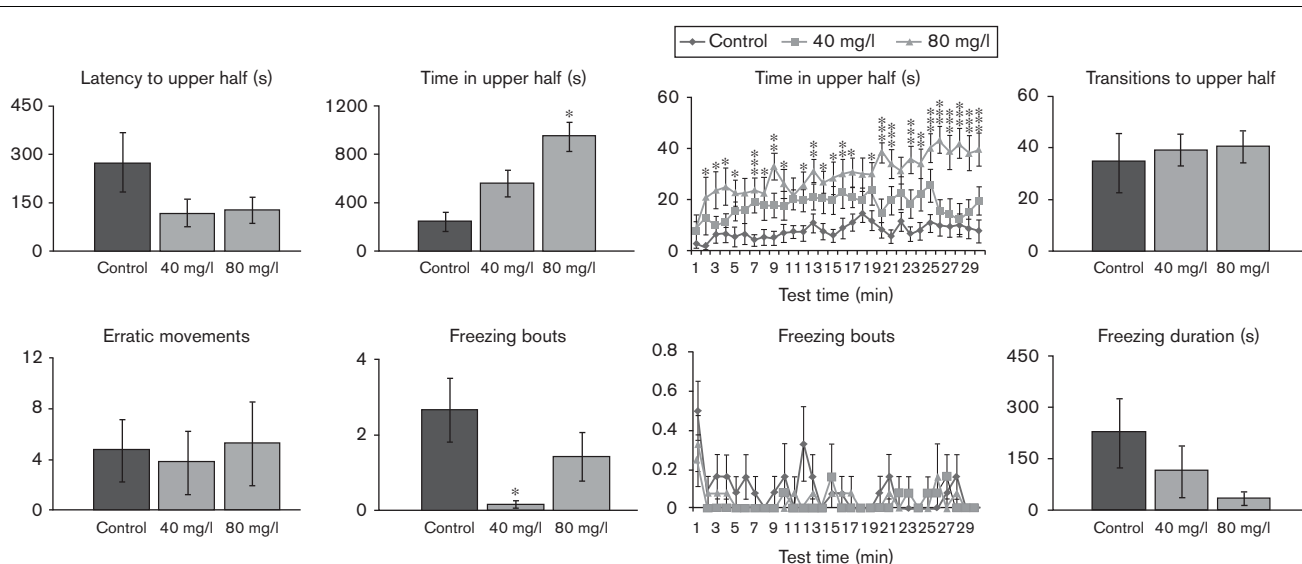 Control 40 mg/l 80 mg/l
Latency to upper half (s)
450
300
150
0
Control 40 mg/l 80 mg/l
Time in upper half (s)
1200
800
400
0
*
Control 40 mg/l 80 mg/l
Time in upper half (s)
60
40
20
0
1 3 5 7 9 11 13 15 17 19 21 23 25 27 29
Test time (min)
Transitions to upper half
60
40
20
0
Control 40 mg/l 80 mg/l
Erratic movements
12
8
4
0
Control 40 mg/l 80 mg/l
Freezing bouts
4
2
0
*
Control 40 mg/l 80 mg/l
Freezing bouts
0.8
0.6
0.4
0.2
0
1 3 5 7 9 11 13 15 17 19 21 23 25 27 29
Test time (min)
Freezing duration (s)
450
300
150
0
Control 40 mg/l 80 mg/l